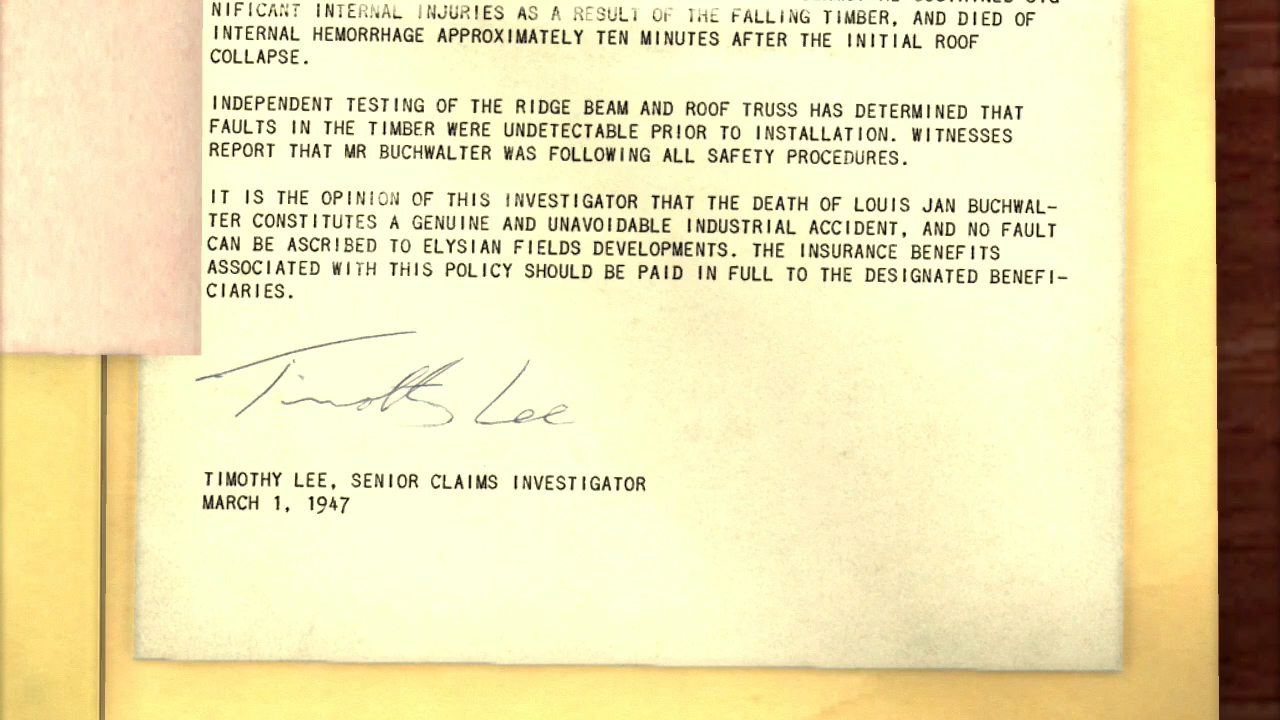 NIFICANT INTERNAL INJURIES AS A RESULT OF THE FALLING TIMBER, AND DIED OF
INTERNAL HEMORRHAGE APPROXIMATELY TEN MINUTES AFTER THE INITIAL ROOF
COLLAPSE.
INDEPENDENT TESTING OF THE RIDGE BEAM AND ROOF TRUSS HAS DETERMINED THAT
FAULTS IN THE TIMBER WERE UNDETECTABLE PRIOR TO INSTALLATION. WITNESSES
REPORT THAT MR BUCHWALTER WAS FOLLOWING ALL SAFETY PROCEDURES.
IT IS THE OPINION OF THIS INVESTIGATOR THAT THE DEATH OF LOUIS JAN BUCHWAL-
TER CONSTITUTES A GENUINE AND UNAVOIDABLE INDUSTRIAL ACCIDENT, AND NO FAULT
CAN BE ASCRIBED TO ELYSIAN FIELDS DEVELOPMENTS. THE INSURANCE BENEFITS
ASSOCIATED WITH THIS POLICY SHOULD BE PAID IN FULL TO THE DESIGNATED BENEFI-
CIARIES.
Timothy Lee
TIMOTHY LEE, SENIOR CLAIMS INVESTIGATOR
MARCH 1, 1947